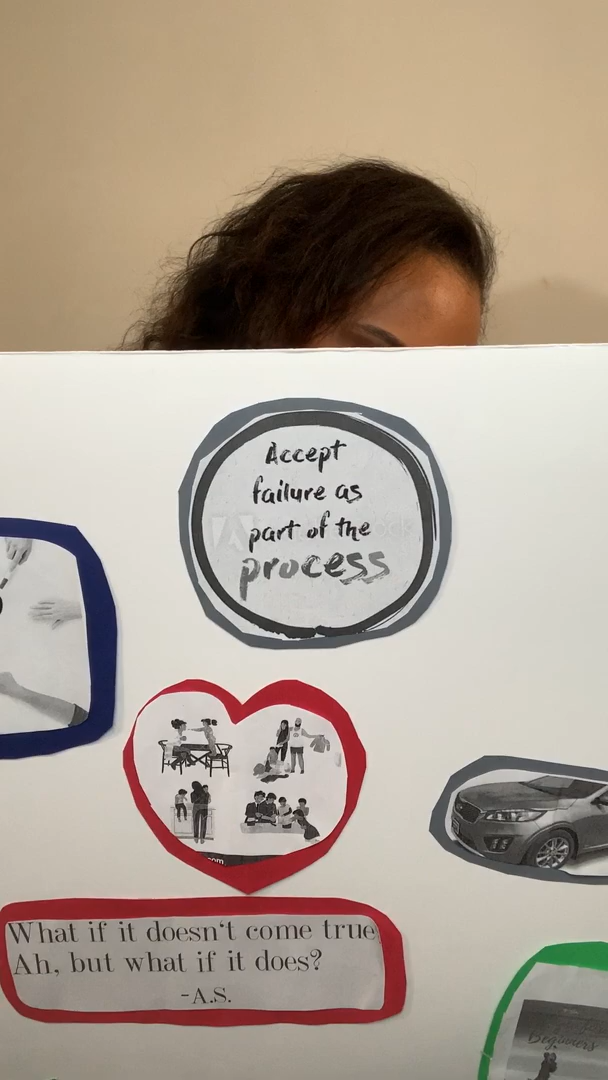 Accept
failure as
part of the
process
What if it doesn't come true
Ah, but what if it does?
-A.S.
Beginners